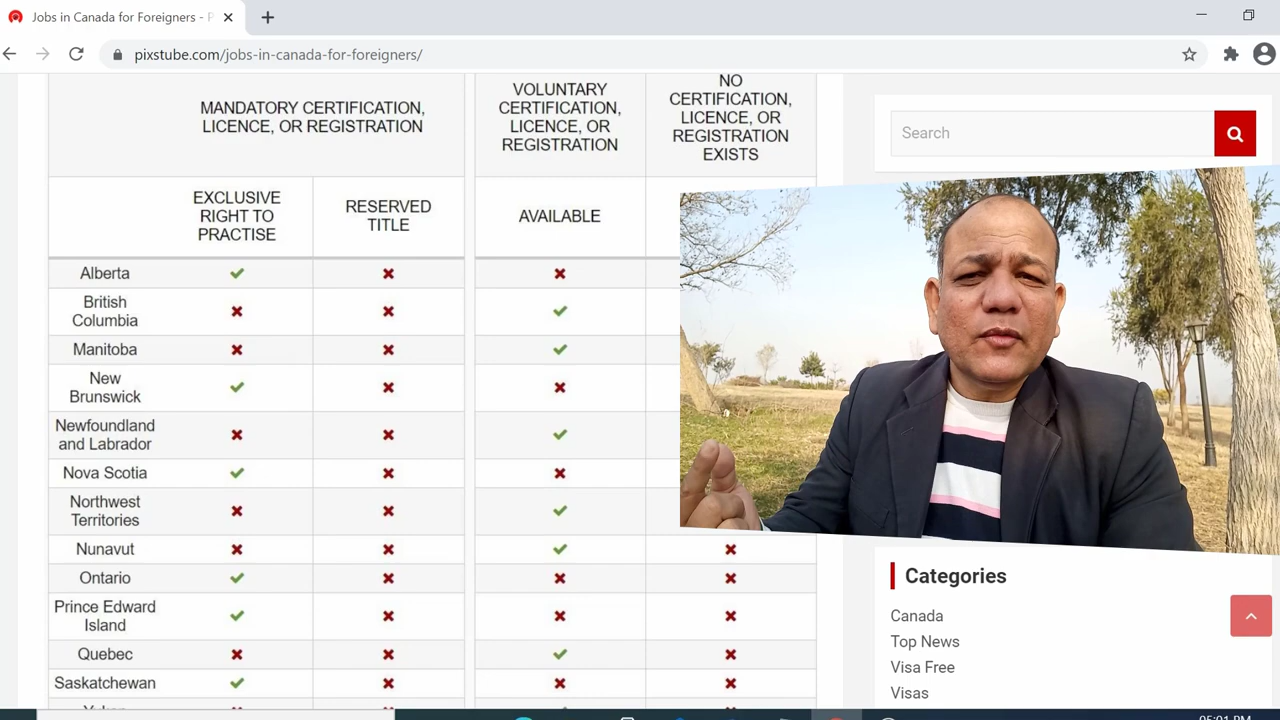 Jobs in Canada for Foreigners - P
pixstube.com/jobs-in-canada-for-foreigners/
MANDATORY CERTIFICATION,
LICENCE, OR REGISTRATION
VOLUNTARY
CERTIFICATION,
LICENCE, OR
REGISTRATION
NO
CERTIFICATION,
LICENCE, OR
REGISTRATION
EXISTS
EXCLUSIVE
RIGHT TO
PRACTISE
RESERVED
TITLE
AVAILABLE
Alberta
British
Columbia
Manitoba
New
Brunswick
Newfoundland
and Labrador
Nova Scotia
Northwest
Territories
Nunavut
Ontario
Prince Edward
Island
Quebec
Saskatchewan
Search
Categories
Canada
Top News
Visa Free
Visas
05:01 PM